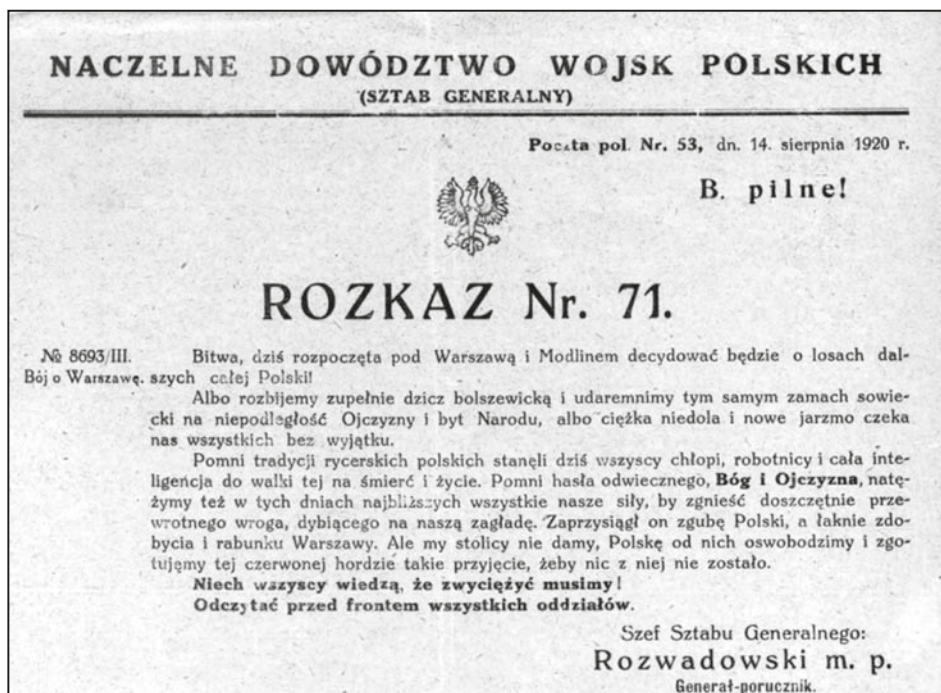 NACZELNE DOWÓDZTWO WOJSK POLSKICH
(SZTAB GENERALNY)
Poczta pol. Nr. 53, dn. 14. sierpnia 1920 r.
B. pilne!
ROZKAZ Nr. 71.
№ 8693/III. Bitwa, dziś rozpoczęta pod Warszawą i Modlinem decydować będzie o losach dal-
Bój o Warszawę. szych całej Polski!
Albo rozbijemy zupełnie dzicz bolszewicką i udaremnimy tym samym zamach sowie-
cki na niepodległość Ojczyzny i byt Narodu, albo ciężka niedola i nowe jarzmo czeka
nas wszystkich bez wyjątku.
Pomni tradycji rycerskich polskich stanęli dziś wszyscy chłopi, robotnicy i cała inte-
ligencja do walki tej na śmierć i życie. Pomni hasła odwiecznego, Bóg i Ojczyzna, natę-
żymy też w tych dniach najbliższych wszystkie nasze siły, by zgnieść doszczętnie prze-
wrotnego wroga, dybiącego na naszą zagładę. Zaprzysiągł on zgubę Polski, a łaknie zdo-
bycia i rabunku Warszawy. Ale my stolicy nie damy, Polskę od nich oswobodzimy i zgo-
tujęmy tej czerwonej hordzie takie przyjęcie, żeby nic z niej nie zostało.
Niech wszyscy wiedzą, że zwyciężyć musimy!
Odczytać przed frontem wszystkich oddziałów.
Szef Sztabu Generalnego:
Rozwadowski m. p.
Generał-porucznik.